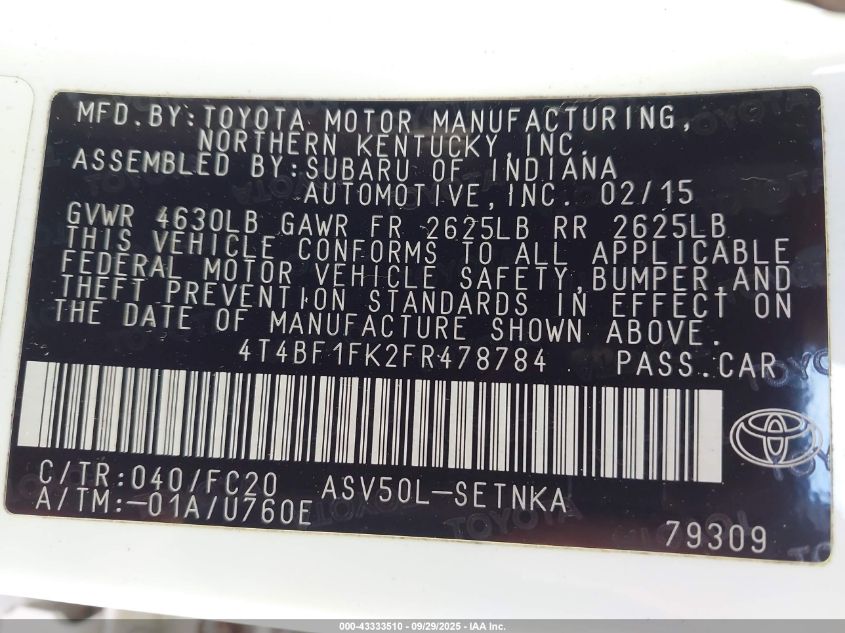 MFD.BY:TOYOTA MOTOR MANUFACTURING,
NORTHERN KENTUCKY,INC.
ASSEMBLED BY:SUBARU OF INDIANA
AUTOMOTIVE,INC. 02/15
GVWR 4630LB GAWR FR 2625LB RR 2625LB
THIS VEHICLE CONFORMS TO ALL APPLICABLE
FEDERAL MOTOR VEHICLE SAFETY,BUMPER,AND
THEFT PREVENTION STANDARDS IN EFFECT ON
THE DATE OF MANUFACTURE SHOWN ABOVE.
4T4BF1FK2FR478784 PASS.CAR
C/TR:040/FC20 ASV50L-SETNKA
A/TM:-01A/U760E
79309
000-43333510 - 09/29/2025 - IAA Inc.